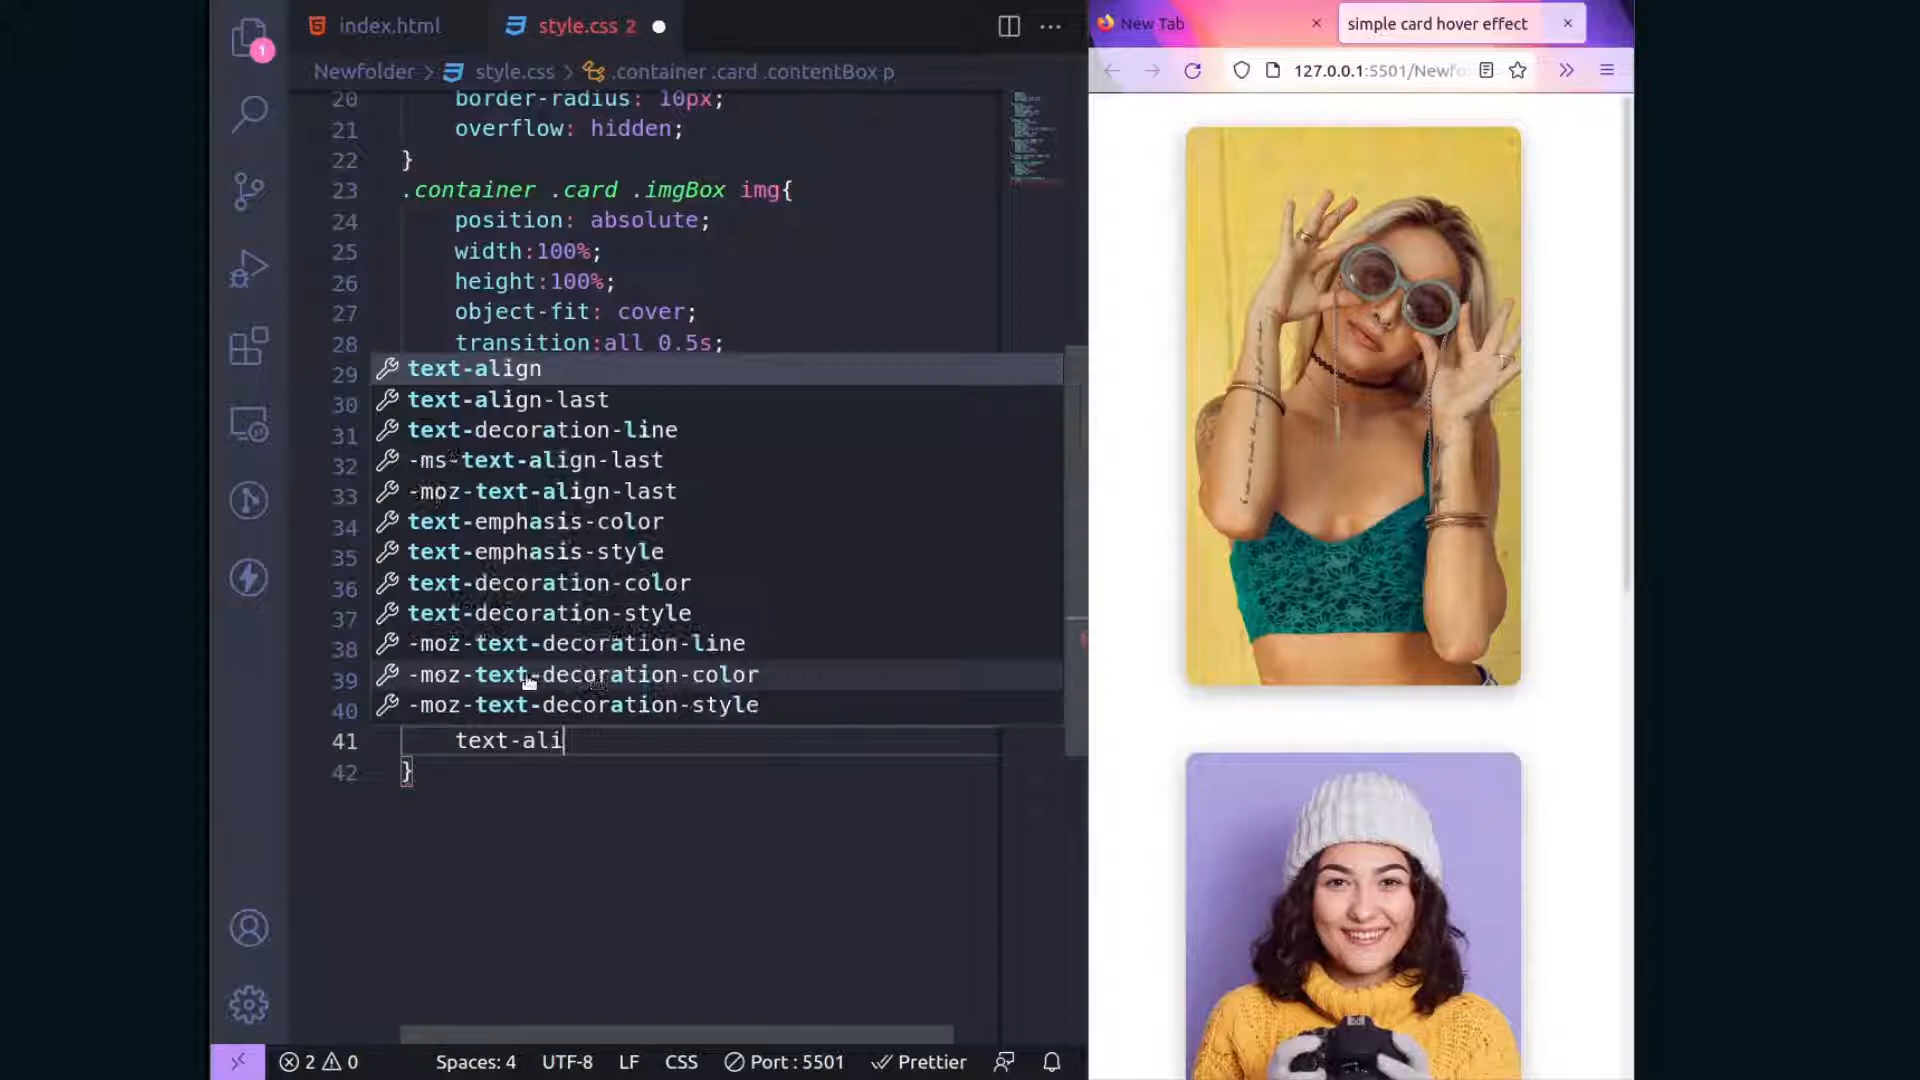 index.html
style.css 2
Newfolder > style.css > .container .card .contentBox p
20 border-radius: 10px;
21 overflow: hidden;
22 }
23 .container .card .imgBox img{
24 position: absolute;
25 width:100%;
26 height:100%;
27 object-fit: cover;
28 transition:all 0.5s;
29 text-align
30 text-align-last
31 text-decoration-line
32 -ms-text-align-last
33 -moz-text-align-last
34 text-emphasis-color
35 text-emphasis-style
36 text-decoration-color
37 text-decoration-style
38 -moz-text-decoration-line
39 -moz-text-decoration-color
40 -moz-text-decoration-style
41 text-ali
42 }
1
2 0
Spaces: 4
UTF-8
LF
CSS
Port : 5501
Prettier
New Tab
simple card hover effect
127.0.0.1:5501/Newfo